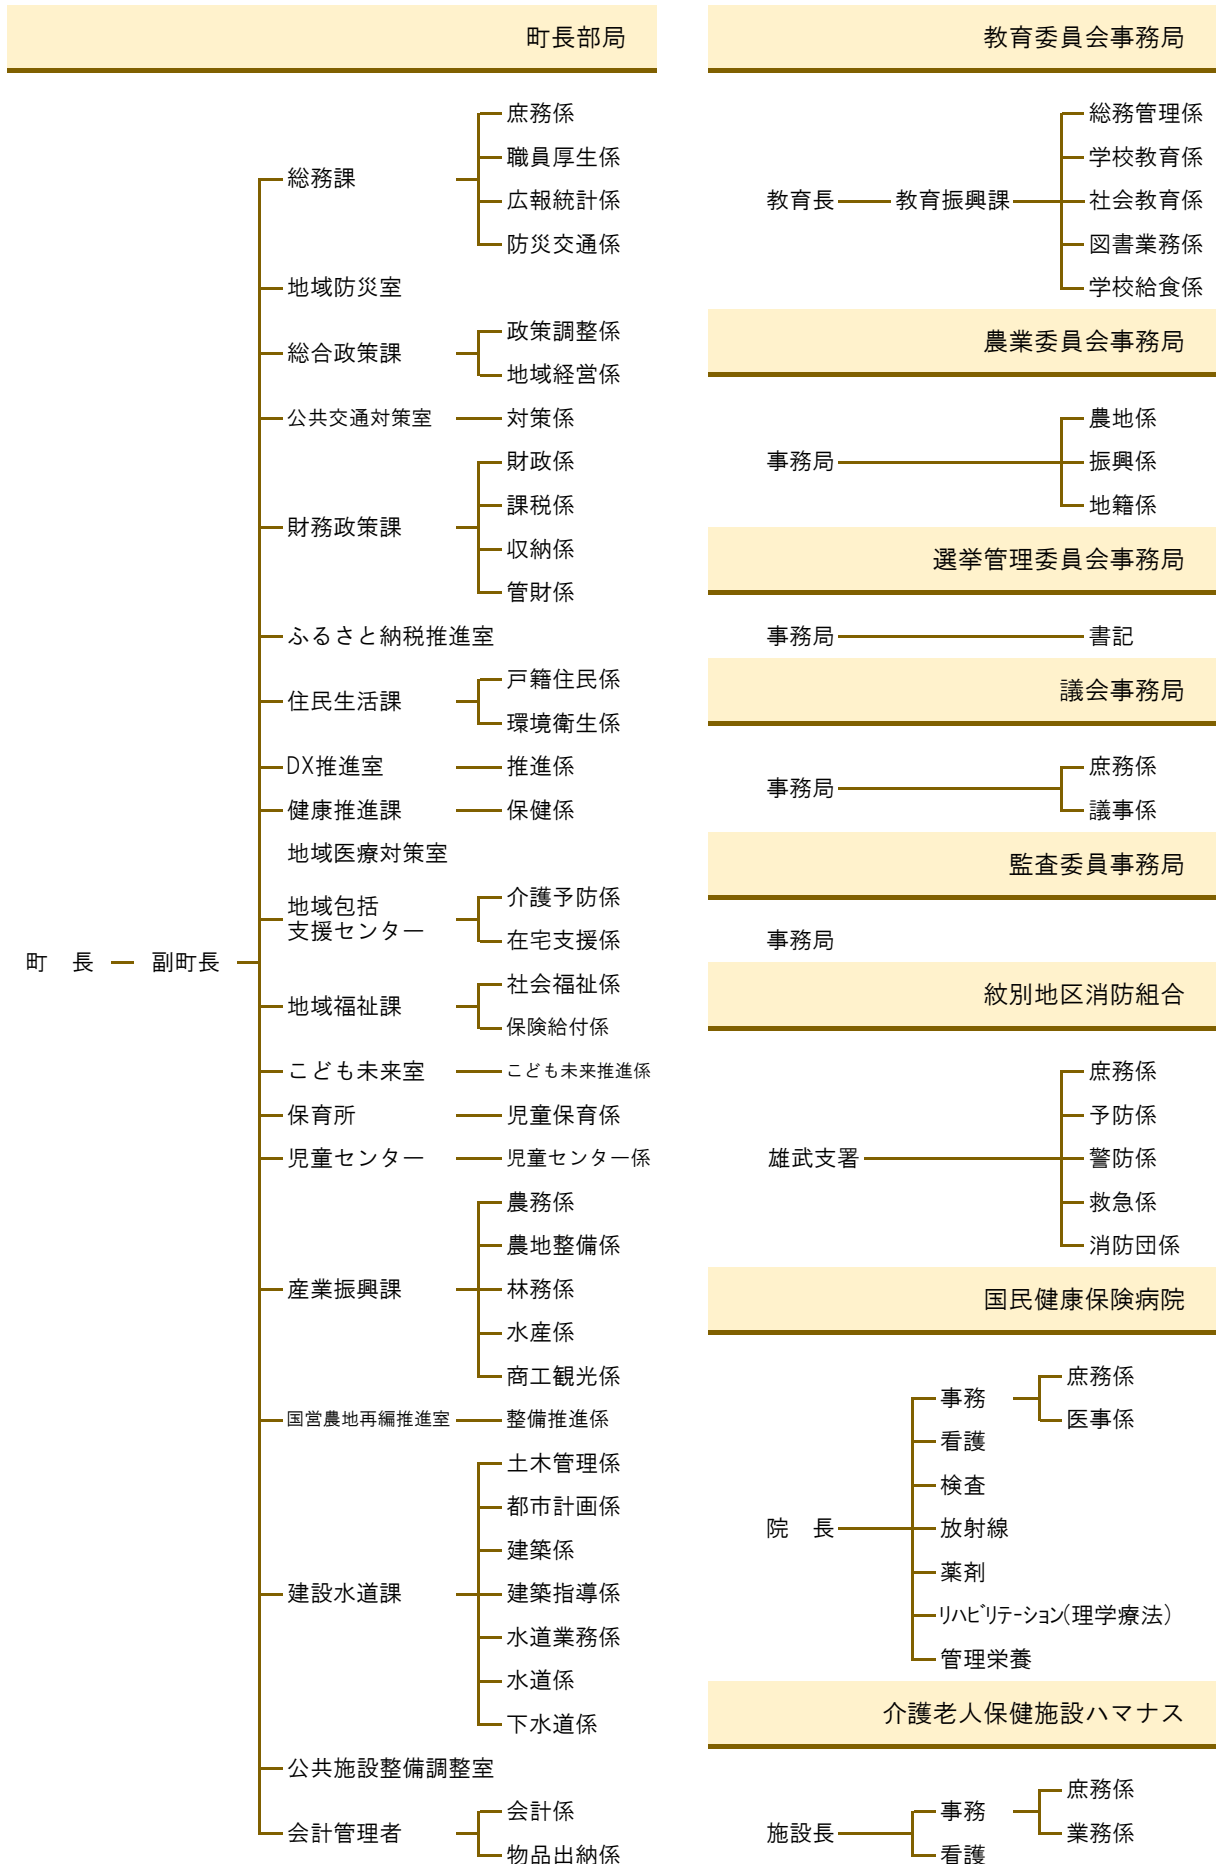 町長部局
総務課
庶務係
職員厚生係
広報統計係
防災交通係
地域防災室
総合政策課
政策調整係
地域経営係
公共交通対策室
対策係
財務政策課
財政係
課税係
収納係
管財係
ふるさと納税推進室
住民生活課
戸籍住民係
環境衛生係
DX推進室
推進係
健康推進課
保健係
地域医療対策室
地域包括
支援センター
介護予防係
在宅支援係
町　長
副町長
地域福祉課
社会福祉係
保険給付係
こども未来室
こども未来推進係
保育所
児童保育係
児童センター
児童センター係
産業振興課
農務係
農地整備係
林務係
水産係
商工観光係
国営農地再編推進室
整備推進係
建設水道課
土木管理係
都市計画係
建築係
建築指導係
水道業務係
水道係
下水道係
公共施設整備調整室
会計管理者
会計係
物品出納係
教育委員会事務局
教育長
教育振興課
総務管理係
学校教育係
社会教育係
図書業務係
学校給食係
農業委員会事務局
事務局
農地係
振興係
地籍係
選挙管理委員会事務局
事務局
書記
議会事務局
事務局
庶務係
議事係
監査委員事務局
事務局
紋別地区消防組合
雄武支署
庶務係
予防係
警防係
救急係
消防団係
国民健康保険病院
院　長
事務
庶務係
医事係
看護
検査
放射線
薬剤
ﾘﾊﾋﾞﾘﾃｰｼｮﾝ(理学療法)
管理栄養
介護老人保健施設ハマナス
施設長
事務
庶務係
業務係
看護